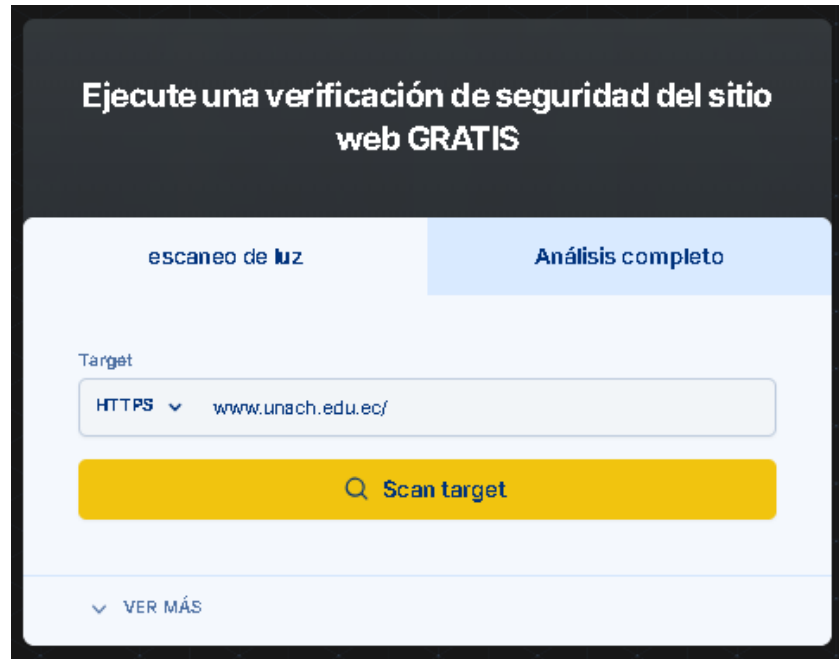 Ejecute una verificación de seguridad del sitio
web GRATIS
escaneo de luz
Análisis completo
Target
HTTPS www.unach.edu.ec/
Scan target
VER MÁS